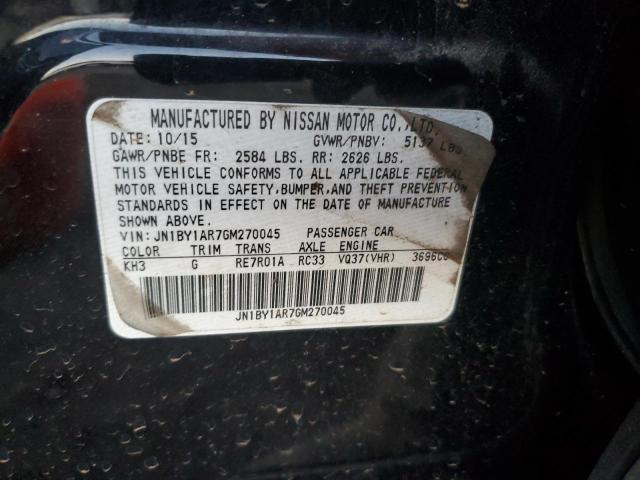 MANUFACTURED BY NISSAN MOTOR CO.,LTD.
DATE: 10/15 GVWR/PNBV: 5137 LBS.
GAWR/PNBE FR: 2584 LBS. RR: 2626 LBS.
THIS VEHICLE CONFORMS TO ALL APPLICABLE FEDERAL
MOTOR VEHICLE SAFETY, BUMPER, AND THEFT PREVENTION
STANDARDS IN EFFECT ON THE DATE OF MANUFACTURE
SHOWN ABOVE.
VIN: JN1BY1AR7GM270045 PASSENGER CAR
COLOR TRIM TRANS AXLE ENGINE
KH3 G RE7R01A RC33 VQ37(VHR) 3696CC
JN1BY1AR7GM270045